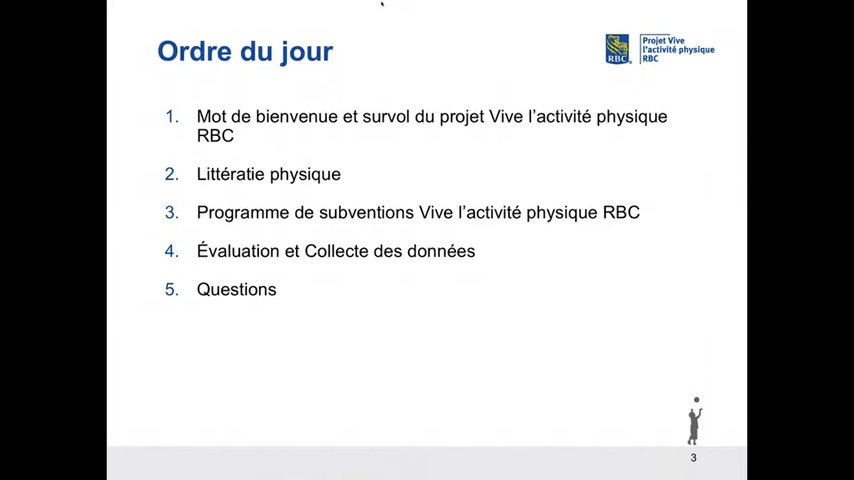 Ordre du jour
RBC
Projet Vive
l'activité physique
RBC
1. Mot de bienvenue et survol du projet Vive l'activité physique
RBC
2. Littératie physique
3. Programme de subventions Vive l'activité physique RBC
4. Évaluation et Collecte des données
5. Questions
3